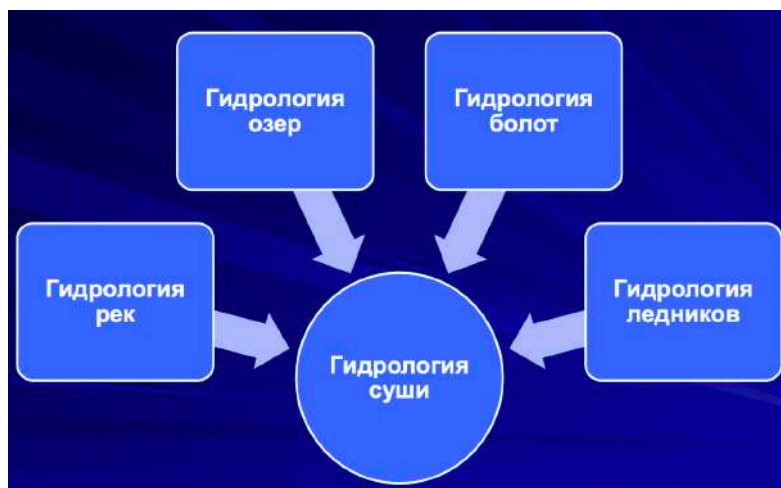 Гидрология
озер
Гидрология
болот
Гидрология
рек
Гидрология
ледников
Гидрология
суши